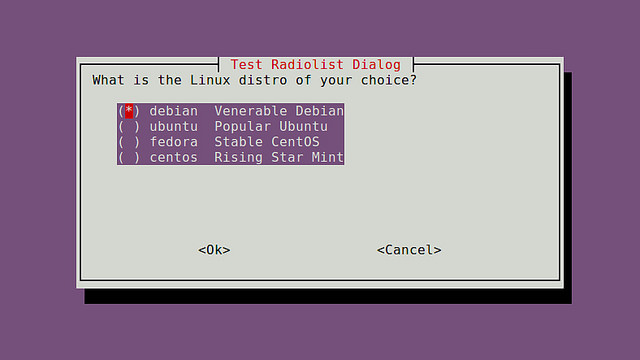 Test Radiolist Dialog
What is the Linux distro of your choice?
(*) debian  Venerable Debian
( ) ubuntu  Popular Ubuntu
( ) fedora  Stable CentOS
( ) centos  Rising Star Mint
<Ok> <Cancel>